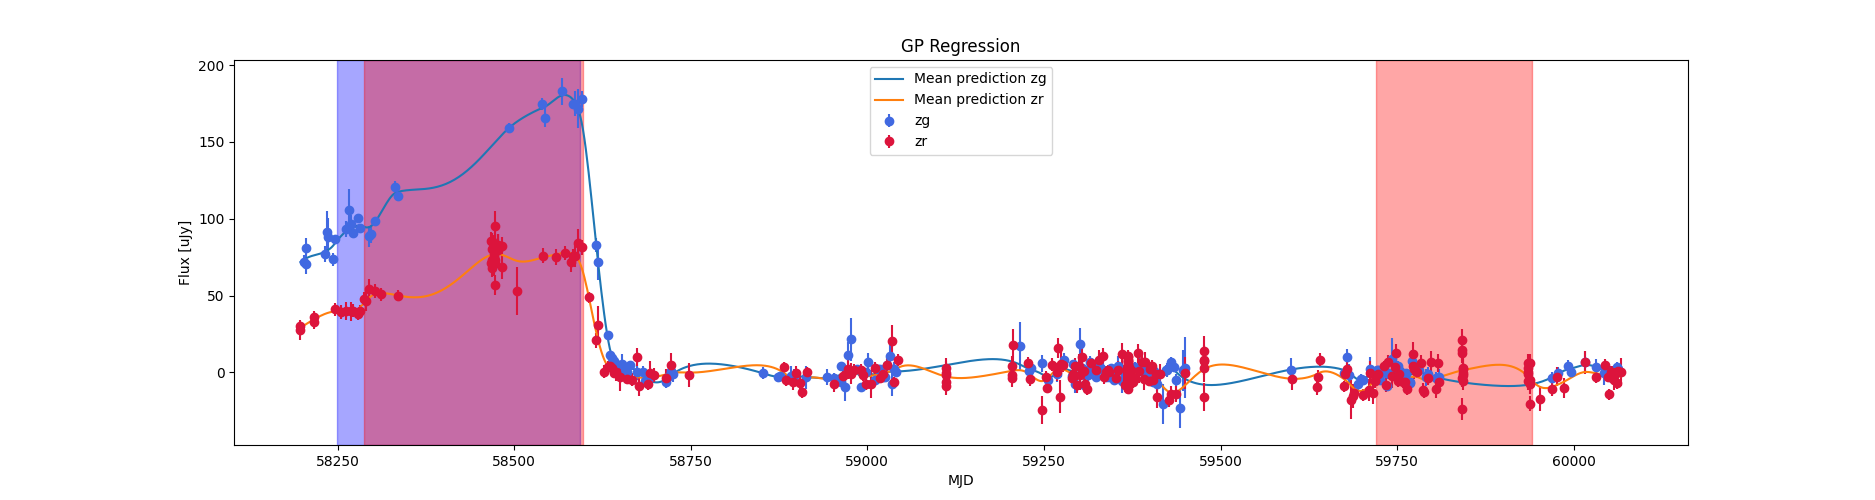 GP Regression
Mean prediction zg
Mean prediction zr
zg
zr
Flux [uJy]
200
150
100
50
0
58250 58500 58750 59000 59250 59500 59750 60000
MJD